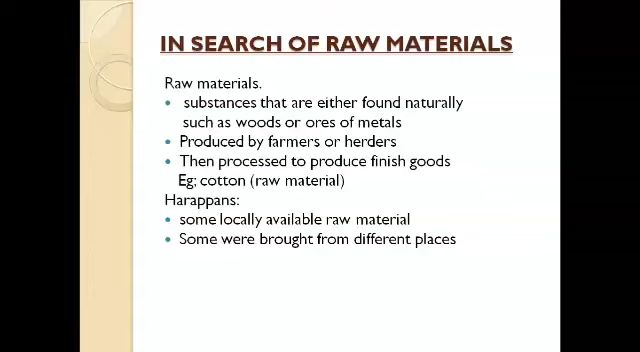 IN SEARCH OF RAW MATERIALS
Raw materials.
• substances that are either found naturally
such as woods or ores of metals
• Produced by farmers or herders
• Then processed to produce finish goods
Eg; cotton (raw material)
Harappans:
• some locally available raw material
• Some were brought from different places